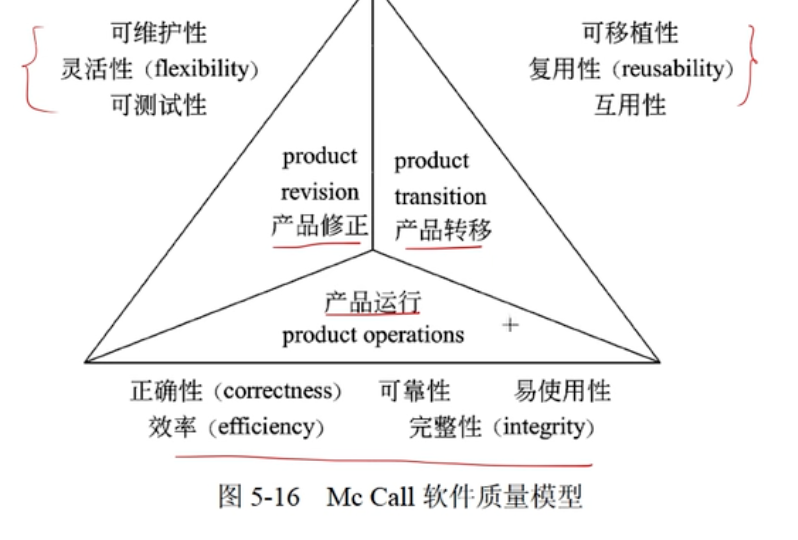 可维护性
灵活性（flexibility）
可测试性
可移植性
复用性（reusability）
互用性
product
revision
产品修正
product
transition
产品转移
产品运行
product operations
正确性（correctness） 可靠性 易使用性
效率（efficiency） 完整性（integrity）
图 5-16 Mc Call 软件质量模型